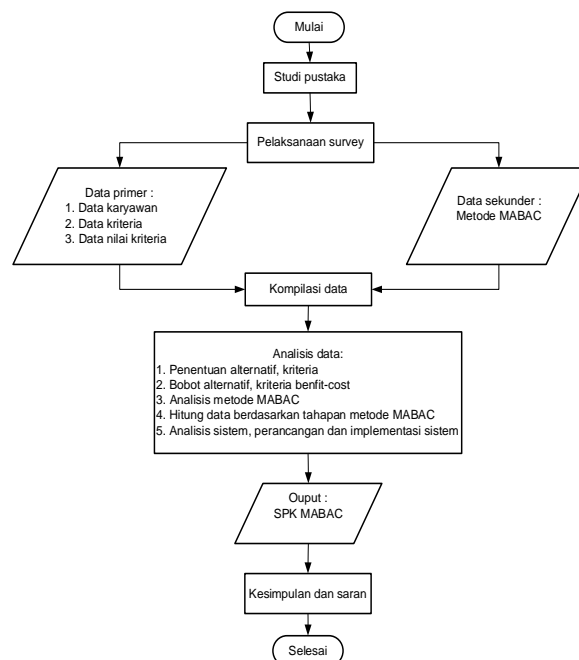 Mulai
Studi pustaka
Pelaksanaan survey
Data primer :
1. Data karyawan
2. Data kriteria
3. Data nilai kriteria
Data sekunder :
Metode MABAC
Kompilasi data
Analisis data:
1. Penentuan alternatif, kriteria
2. Bobot alternatif, kriteria benfit-cost
3. Analisis metode MABAC
4. Hitung data berdasarkan tahapan metode MABAC
5. Analisis sistem, perancangan dan implementasi sistem
Ouput :
SPK MABAC
Kesimpulan dan saran
Selesai